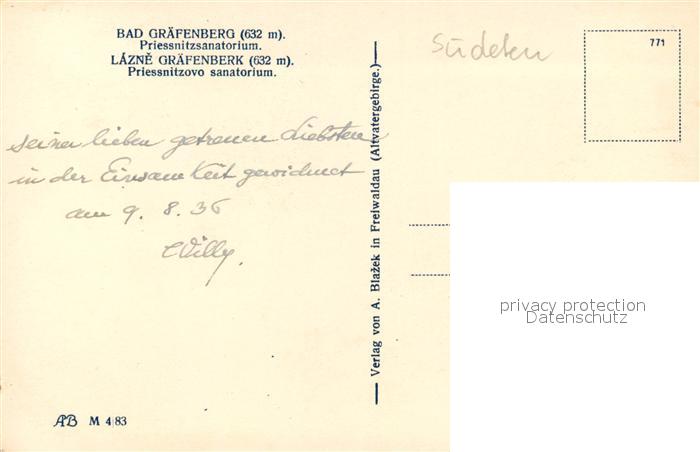 BAD GRÄFENBERG (632 m).
Priessnitzsanatorium.
LÁZNĚ GRÄFENBERK (632 m).
Priessnitzovo sanatorium.
Sudeten
771
seiner lieben getreuen Liebsten
in der Einsamkeit gewidmet
am 9. 8. 36
Willy.
Verlag von A. Blažek in Freiwaldau (Altvatergebirge.)
privacy protection
Datenschutz
AB M 4/83